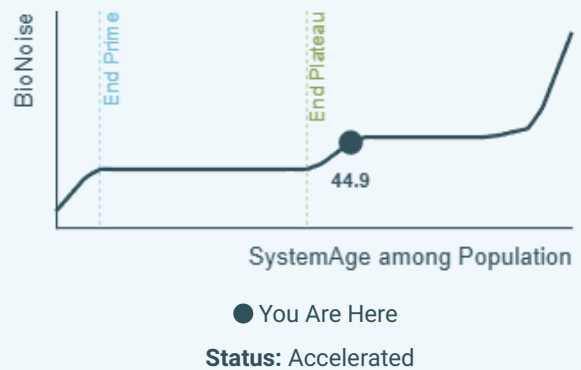 BioNoise
End Prime
End Plateau
44.9
SystemAge among Population
You Are Here
Status: Accelerated